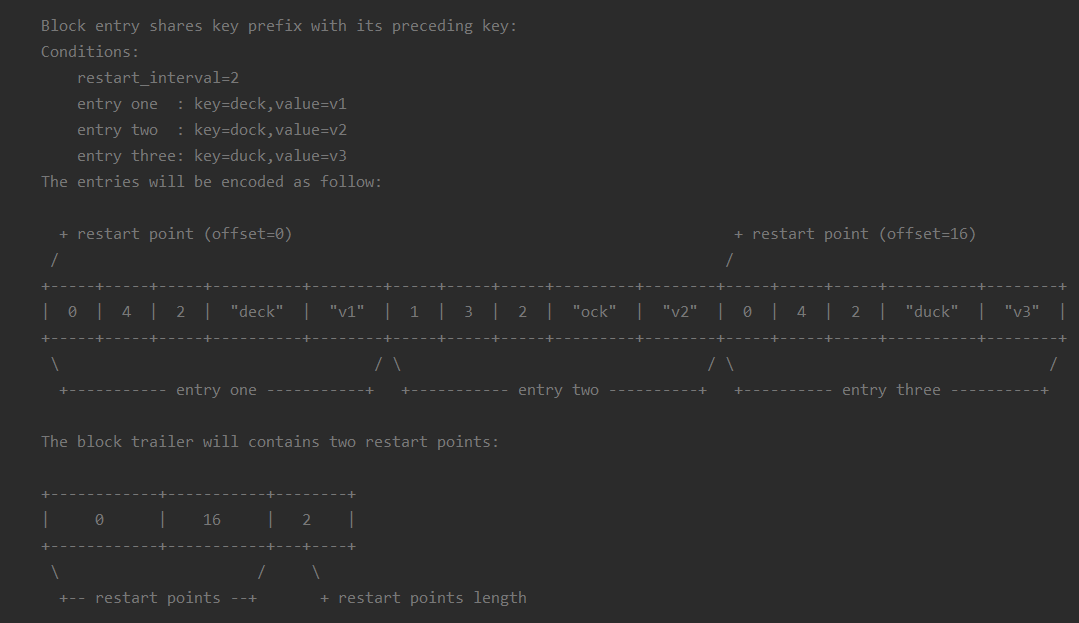 Block entry shares key prefix with its preceding key:
Conditions:
    restart_interval=2
    entry one  : key=deck,value=v1
    entry two  : key=dock,value=v2
    entry three: key=duck,value=v3
The entries will be encoded as follow:

  + restart point (offset=0)                                                 + restart point (offset=16)
 /                                                                          /
+-----+-----+-----+----------+--------+-----+-----+-----+---------+--------+-----+-----+-----+----------+--------+
|  0  |  4  |  2  |  "deck"  |  "v1"  |  1  |  3  |  2  |  "ock"  |  "v2"  |  0  |  4  |  2  |  "duck"  |  "v3"  |
+-----+-----+-----+----------+--------+-----+-----+-----+---------+--------+-----+-----+-----+----------+--------+
 \                                   / \                                  / \                                   /
  +----------- entry one -----------+   +----------- entry two ----------+   +---------- entry three ----------+

The block trailer will contains two restart points:

+------------+-----------+--------+
|     0      |    16     |   2    |
+------------+-----------+---+----+
 \                      /     \
  +-- restart points --+       + restart points length